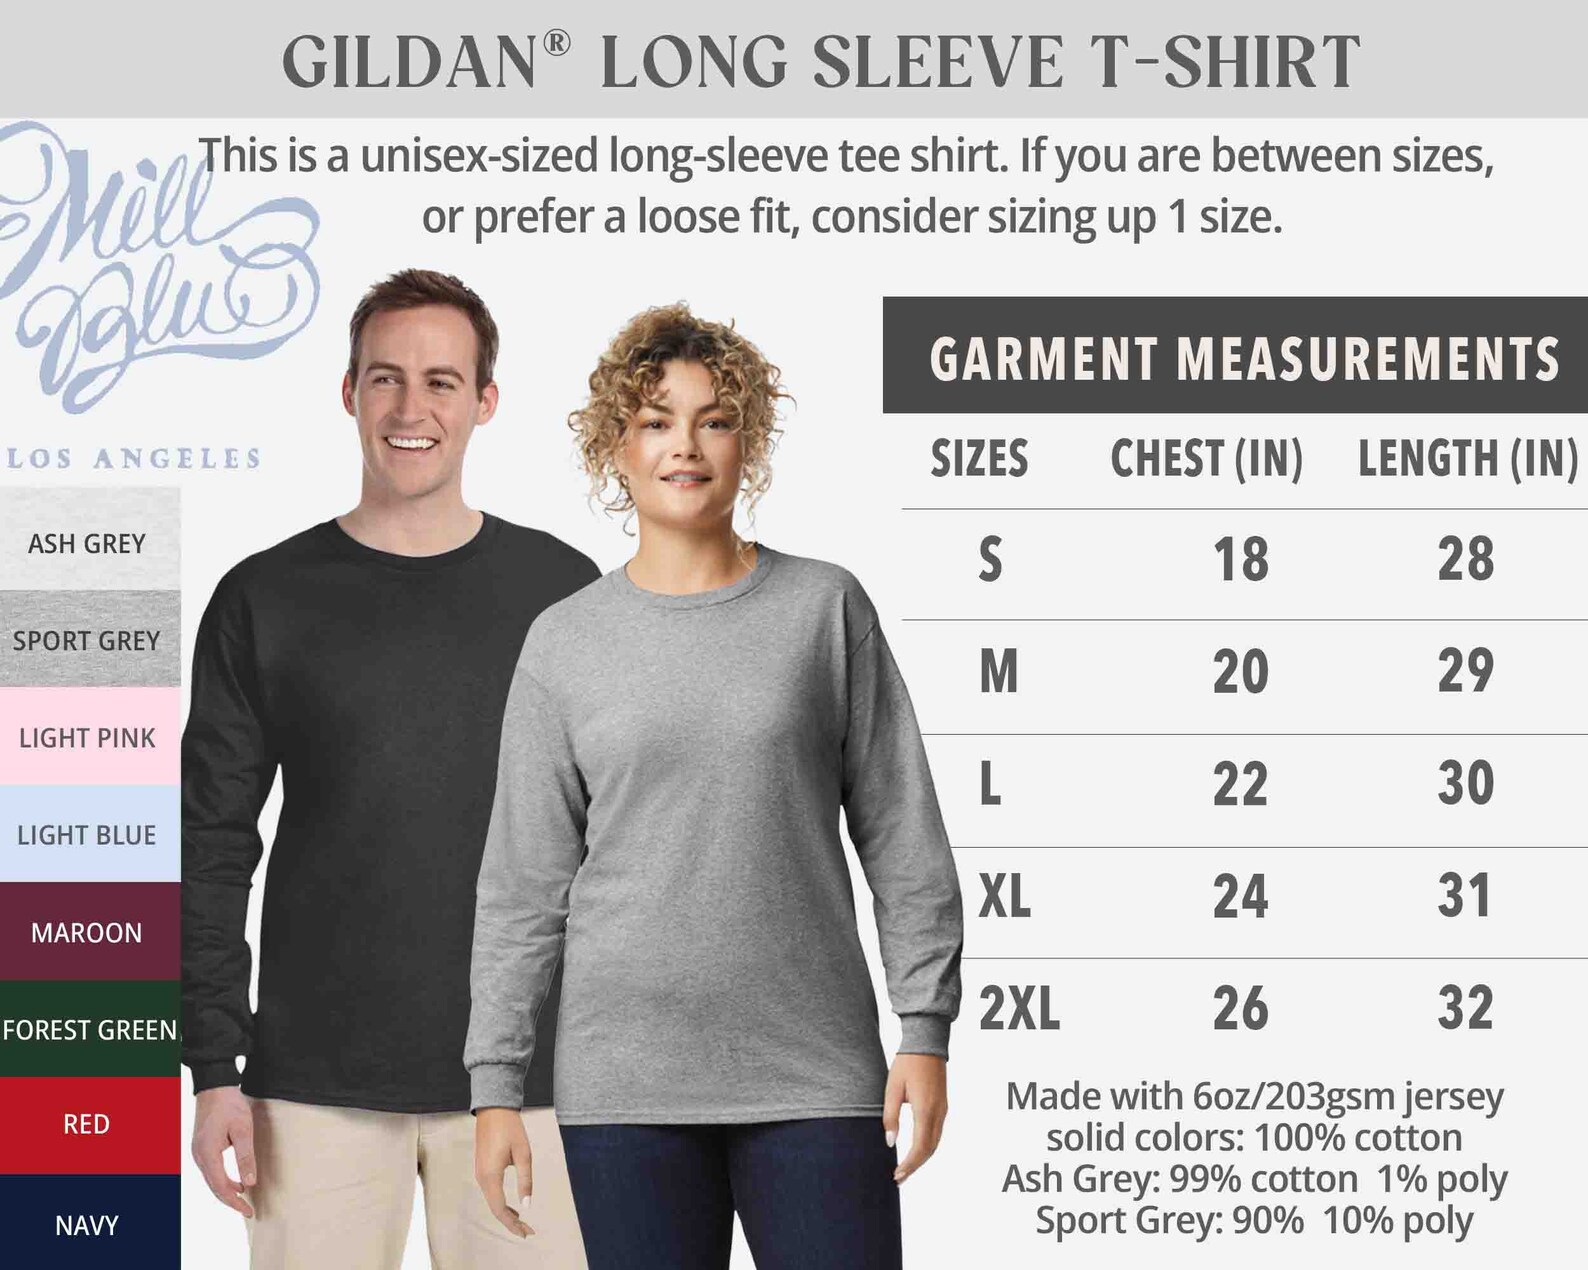 GILDAN® LONG SLEEVE T-SHIRT
This is a unisex-sized long-sleeve tee shirt. If you are between sizes,
or prefer a loose fit, consider sizing up 1 size.
Mill
Blue
LOS ANGELES
ASH GREY
SPORT GREY
LIGHT PINK
LIGHT BLUE
MAROON
FOREST GREEN
RED
NAVY
GARMENT MEASUREMENTS
SIZES CHEST (IN) LENGTH (IN)
S 18 28
M 20 29
L 22 30
XL 24 31
2XL 26 32
Made with 6oz/203gsm jersey
solid colors: 100% cotton
Ash Grey: 99% cotton 1% poly
Sport Grey: 90% 10% poly